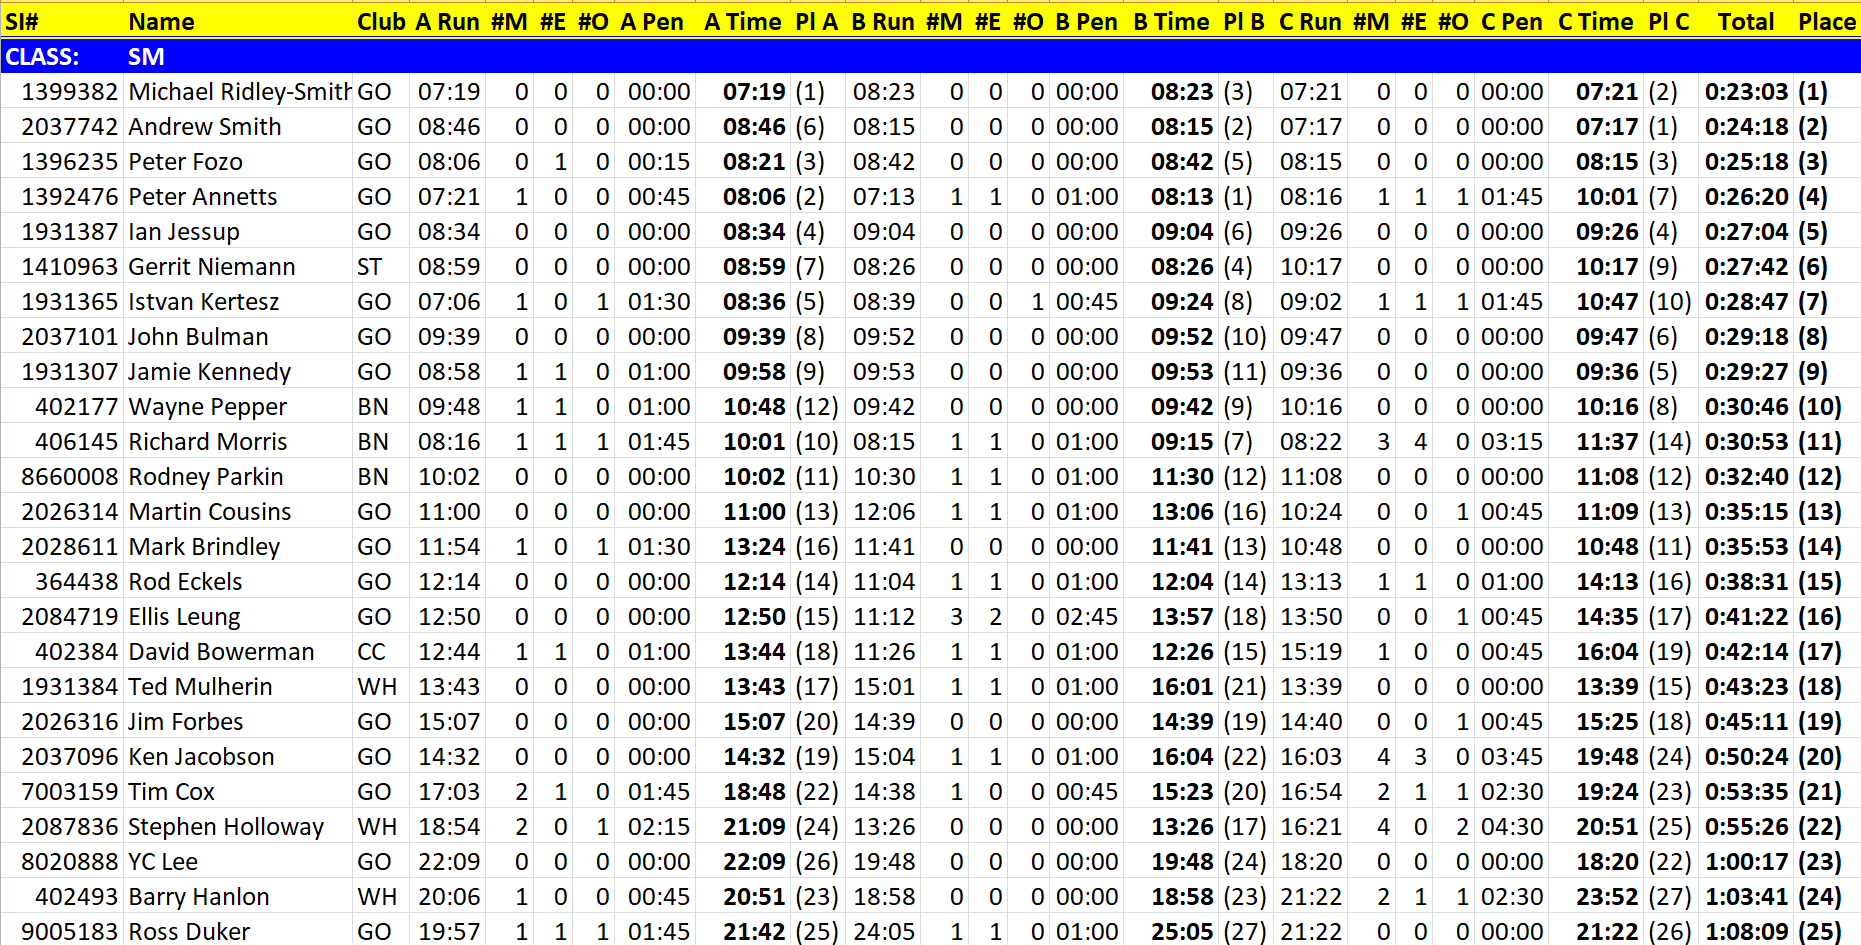 SI# Name Club A Run #M #E #O A Pen A Time Pl A B Run #M #E #O B Pen B Time Pl B C Run #M #E #O C Pen C Time Pl C Total Place
CLASS: SM
1399382 Michael Ridley-Smith GO 07:19 0 0 0 00:00 07:19 (1) 08:23 0 0 0 00:00 08:23 (3) 07:21 0 0 0 00:00 07:21 (2) 0:23:03 (1)
2037742 Andrew Smith GO 08:46 0 0 0 00:00 08:46 (6) 08:15 0 0 0 00:00 08:15 (2) 07:17 0 0 0 00:00 07:17 (1) 0:24:18 (2)
1396235 Peter Fozo GO 08:06 0 1 0 00:15 08:21 (3) 08:42 0 0 0 00:00 08:42 (5) 08:15 0 0 0 00:00 08:15 (3) 0:25:18 (3)
1392476 Peter Annetts GO 07:21 1 0 0 00:45 08:06 (2) 07:13 1 1 0 01:00 08:13 (1) 08:16 1 1 1 01:45 10:01 (7) 0:26:20 (4)
1931387 Ian Jessup GO 08:34 0 0 0 00:00 08:34 (4) 09:04 0 0 0 00:00 09:04 (6) 09:26 0 0 0 00:00 09:26 (4) 0:27:04 (5)
1410963 Gerrit Niemann ST 08:59 0 0 0 00:00 08:59 (7) 08:26 0 0 0 00:00 08:26 (4) 10:17 0 0 0 00:00 10:17 (9) 0:27:42 (6)
1931365 Istvan Kertesz GO 07:06 1 0 1 01:30 08:36 (5) 08:39 0 0 1 00:45 09:24 (8) 09:02 1 1 1 01:45 10:47 (10) 0:28:47 (7)
2037101 John Bulman GO 09:39 0 0 0 00:00 09:39 (8) 09:52 0 0 0 00:00 09:52 (10) 09:47 0 0 0 00:00 09:47 (6) 0:29:18 (8)
1931307 Jamie Kennedy GO 08:58 1 1 0 01:00 09:58 (9) 09:53 0 0 0 00:00 09:53 (11) 09:36 0 0 0 00:00 09:36 (5) 0:29:27 (9)
402177 Wayne Pepper BN 09:48 1 1 0 01:00 10:48 (12) 09:42 0 0 0 00:00 09:42 (9) 10:16 0 0 0 00:00 10:16 (8) 0:30:46 (10)
406145 Richard Morris BN 08:16 1 1 1 01:45 10:01 (10) 08:15 1 1 0 01:00 09:15 (7) 08:22 3 4 0 03:15 11:37 (14) 0:30:53 (11)
8660008 Rodney Parkin BN 10:02 0 0 0 00:00 10:02 (11) 10:30 1 1 0 01:00 11:30 (12) 11:08 0 0 0 00:00 11:08 (12) 0:32:40 (12)
2026314 Martin Cousins GO 11:00 0 0 0 00:00 11:00 (13) 12:06 1 1 0 01:00 13:06 (16) 10:24 0 0 1 00:45 11:09 (13) 0:35:15 (13)
2028611 Mark Brindley GO 11:54 1 0 1 01:30 13:24 (16) 11:41 0 0 0 00:00 11:41 (13) 10:48 0 0 0 00:00 10:48 (11) 0:35:53 (14)
364438 Rod Eckels GO 12:14 0 0 0 00:00 12:14 (14) 11:04 1 1 0 01:00 12:04 (14) 13:13 1 1 0 01:00 14:13 (16) 0:38:31 (15)
2084719 Ellis Leung GO 12:50 0 0 0 00:00 12:50 (15) 11:12 3 2 0 02:45 13:57 (18) 13:50 0 0 1 00:45 14:35 (17) 0:41:22 (16)
402384 David Bowerman CC 12:44 1 1 0 01:00 13:44 (18) 11:26 1 1 0 01:00 12:26 (15) 15:19 1 0 0 00:45 16:04 (19) 0:42:14 (17)
1931384 Ted Mulherin WH 13:43 0 0 0 00:00 13:43 (17) 15:01 1 1 0 01:00 16:01 (21) 13:39 0 0 0 00:00 13:39 (15) 0:43:23 (18)
2026316 Jim Forbes GO 15:07 0 0 0 00:00 15:07 (20) 14:39 0 0 0 00:00 14:39 (19) 14:40 0 0 1 00:45 15:25 (18) 0:45:11 (19)
2037096 Ken Jacobson GO 14:32 0 0 0 00:00 14:32 (19) 15:04 1 1 0 01:00 16:04 (22) 16:03 4 3 0 03:45 19:48 (24) 0:50:24 (20)
7003159 Tim Cox GO 17:03 2 1 0 01:45 18:48 (22) 14:38 1 0 0 00:45 15:23 (20) 16:54 2 1 1 02:30 19:24 (23) 0:53:35 (21)
2087836 Stephen Holloway WH 18:54 2 0 1 02:15 21:09 (24) 13:26 0 0 0 00:00 13:26 (17) 16:21 4 0 2 04:30 20:51 (25) 0:55:26 (22)
8020888 YC Lee GO 22:09 0 0 0 00:00 22:09 (26) 19:48 0 0 0 00:00 19:48 (24) 18:20 0 0 0 00:00 18:20 (22) 1:00:17 (23)
402493 Barry Hanlon WH 20:06 1 0 0 00:45 20:51 (23) 18:58 0 0 0 00:00 18:58 (23) 21:22 2 1 1 02:30 23:52 (27) 1:03:41 (24)
9005183 Ross Duker GO 19:57 1 1 1 01:45 21:42 (25) 24:05 1 1 0 01:00 25:05 (27) 21:22 0 0 0 00:00 21:22 (26) 1:08:09 (25)